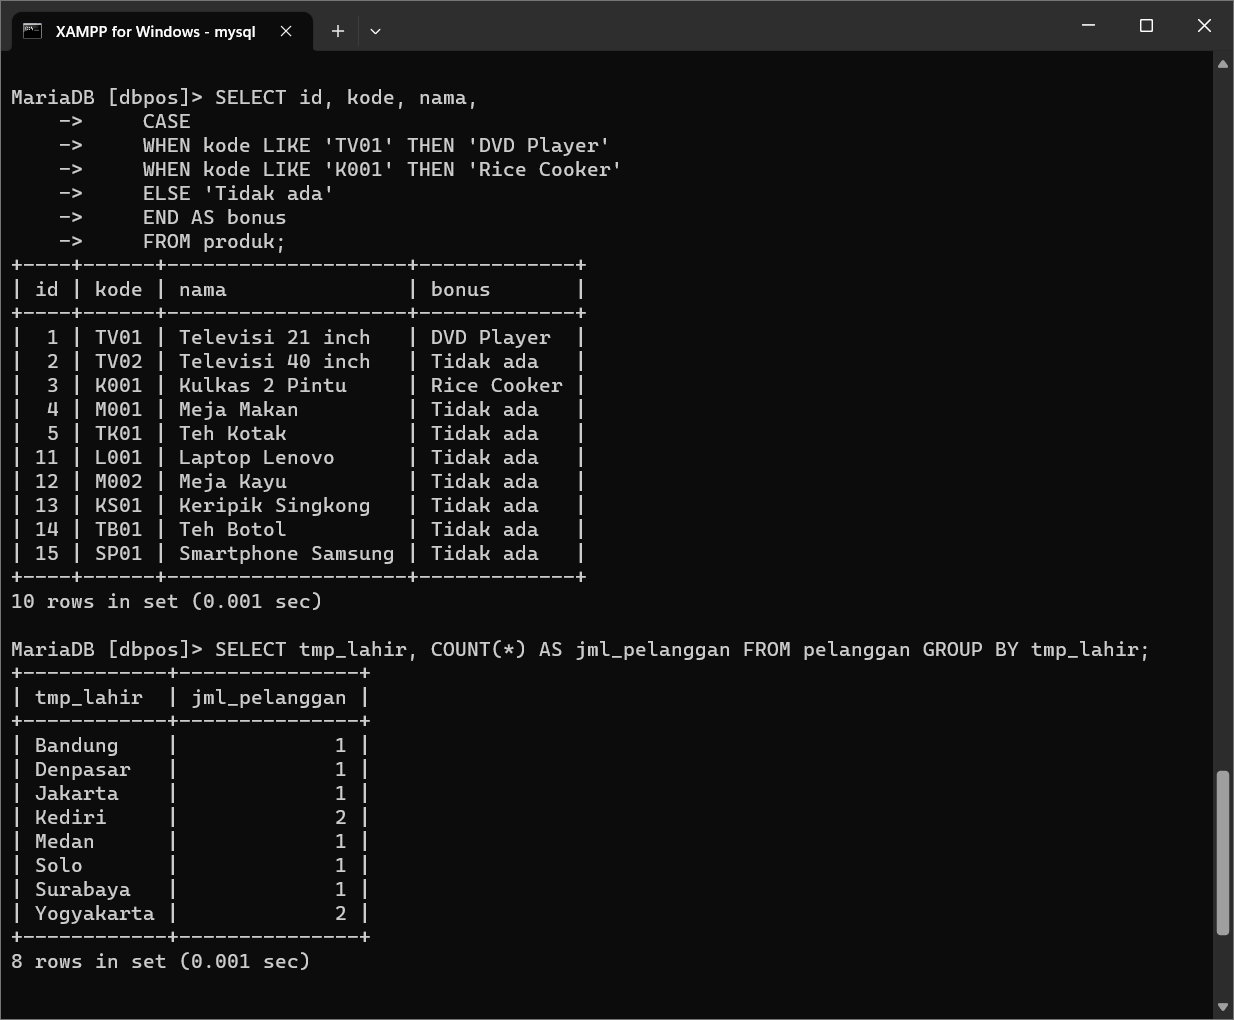 XAMPP for Windows - mysql
MariaDB [dbpos]> SELECT id, kode, nama,
    ->     CASE
    ->     WHEN kode LIKE 'TV01' THEN 'DVD Player'
    ->     WHEN kode LIKE 'K001' THEN 'Rice Cooker'
    ->     ELSE 'Tidak ada'
    ->     END AS bonus
    ->     FROM produk;
+----+------+--------------------+-------------+
| id | kode | nama               | bonus       |
+----+------+--------------------+-------------+
|  1 | TV01 | Televisi 21 inch   | DVD Player  |
|  2 | TV02 | Televisi 40 inch   | Tidak ada   |
|  3 | K001 | Kulkas 2 Pintu     | Rice Cooker |
|  4 | M001 | Meja Makan         | Tidak ada   |
|  5 | TK01 | Teh Kotak          | Tidak ada   |
| 11 | L001 | Laptop Lenovo      | Tidak ada   |
| 12 | M002 | Meja Kayu          | Tidak ada   |
| 13 | KS01 | Keripik Singkong   | Tidak ada   |
| 14 | TB01 | Teh Botol          | Tidak ada   |
| 15 | SP01 | Smartphone Samsung | Tidak ada   |
+----+------+--------------------+-------------+
10 rows in set (0.001 sec)
MariaDB [dbpos]> SELECT tmp_lahir, COUNT(*) AS jml_pelanggan FROM pelanggan GROUP BY tmp_lahir;
+------------+---------------+
| tmp_lahir  | jml_pelanggan |
+------------+---------------+
| Bandung    |             1 |
| Denpasar   |             1 |
| Jakarta    |             1 |
| Kediri     |             2 |
| Medan      |             1 |
| Solo       |             1 |
| Surabaya   |             1 |
| Yogyakarta |             2 |
+------------+---------------+
8 rows in set (0.001 sec)